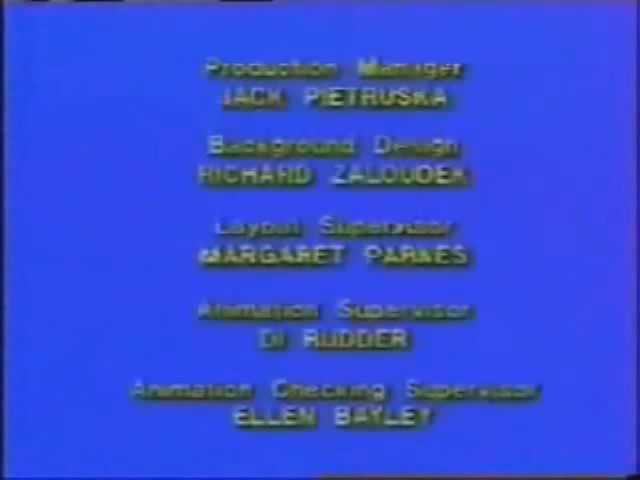 Production Manager
JACK PIETRUSKA
Background Design
RICHARD ZALOUDEK
Layout Supervisor
MARGARET PARKES
Animation Supervisor
DI RUDDER
Animation Checking Supervisor
ELLEN BAYLEY